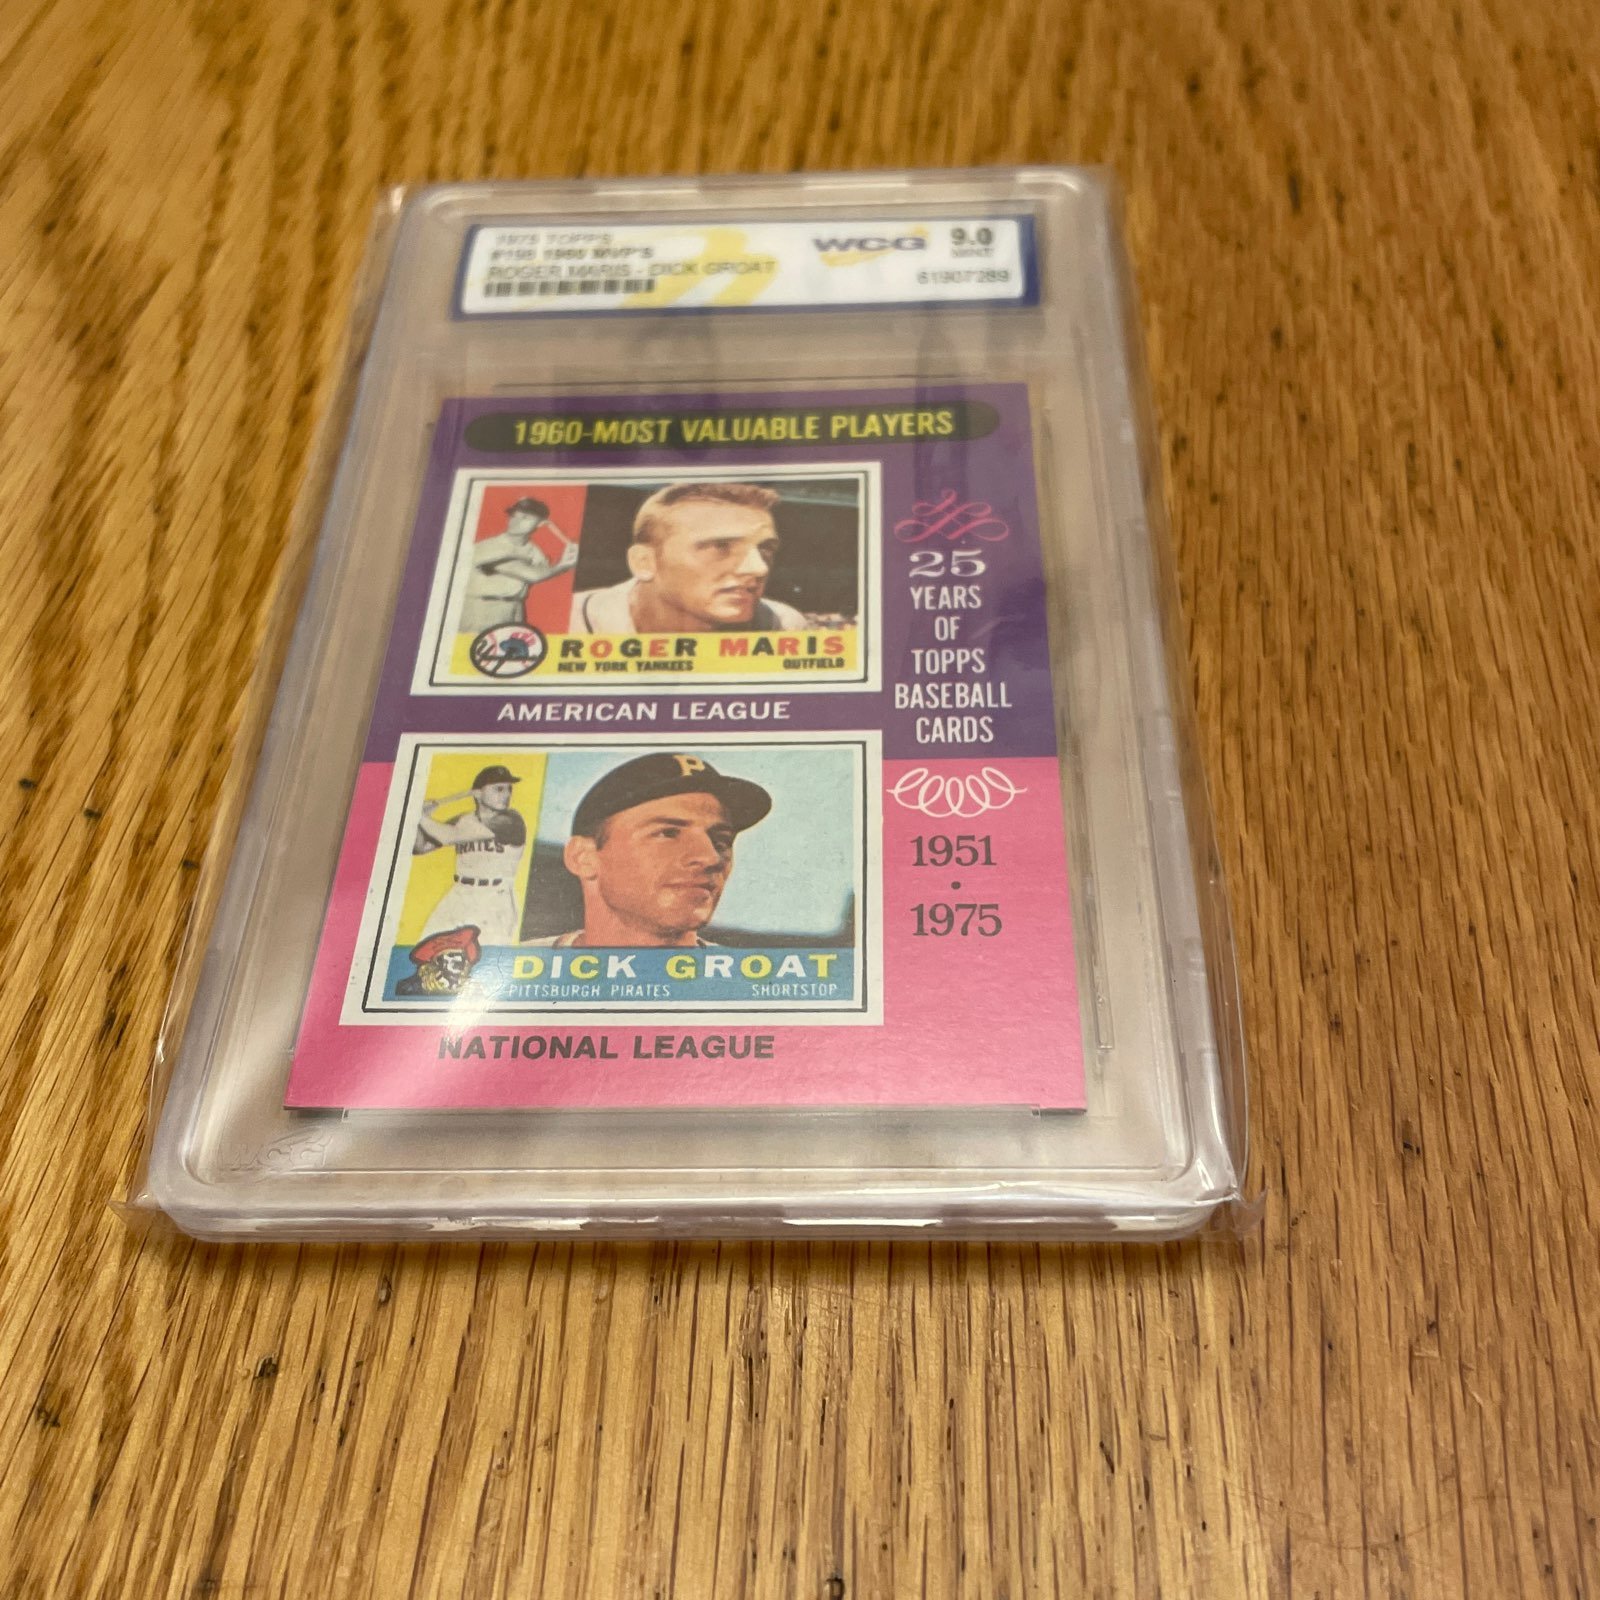 1975 TOPPS
#198 1960 MVP'S
ROGER MARIS - DICK GROAT
WCG
9.0
MINT
61907289
1960-MOST VALUABLE PLAYERS
ROGER MARIS
NEW YORK YANKEES OUTFIELD
AMERICAN LEAGUE
25
YEARS
OF
TOPPS
BASEBALL
CARDS
P
PIRATES
DICK GROAT
PITTSBURGH PIRATES SHORTSTOP
NATIONAL LEAGUE
1951
•
1975
WCG